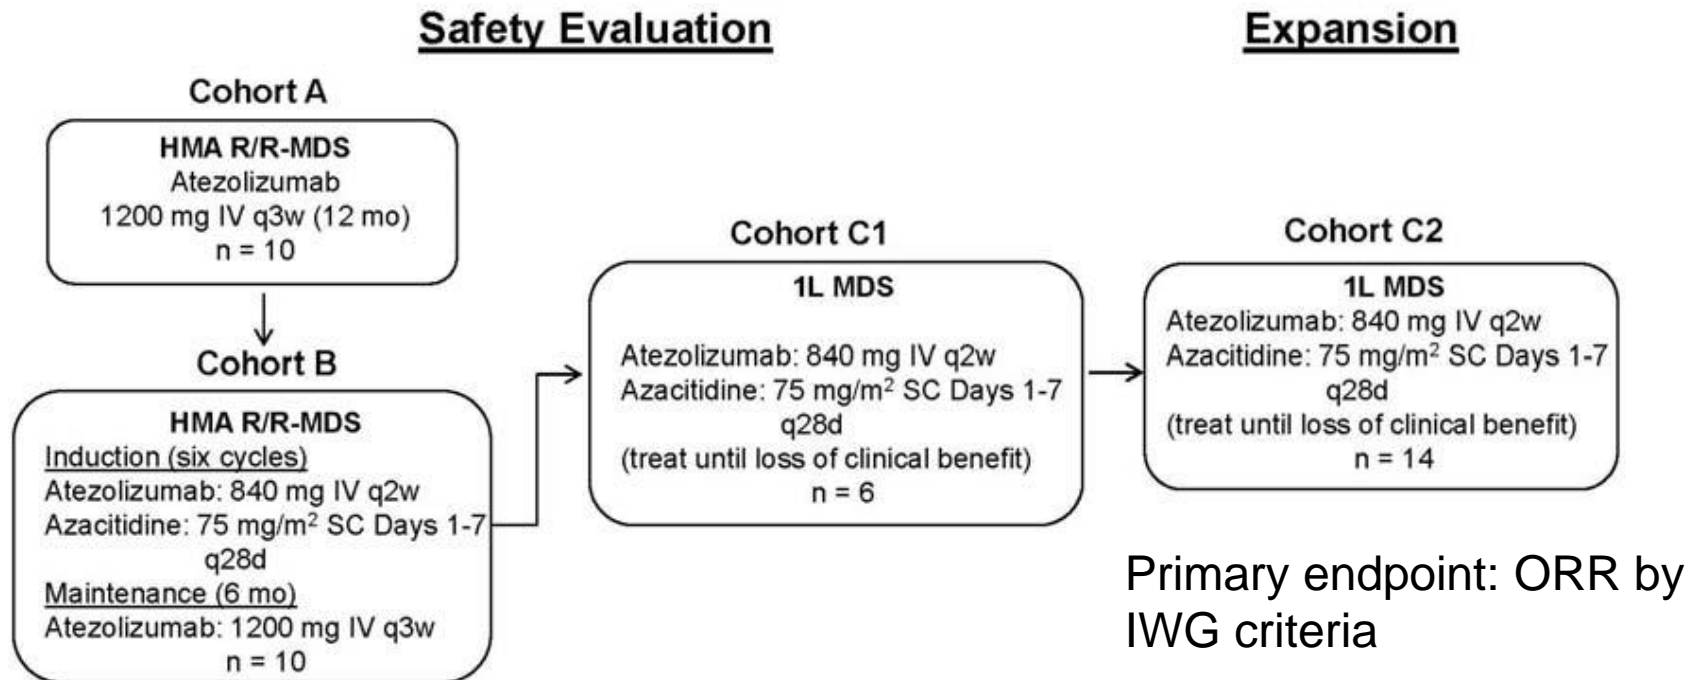 Safety Evaluation
Expansion
Cohort A
HMA R/R-MDS
Atezolizumab
1200 mg IV q3w (12 mo)
n = 10
Cohort B
HMA R/R-MDS
Induction (six cycles)
Atezolizumab: 840 mg IV q2w
Azacitidine: 75 mg/m² SC Days 1-7
q28d
Maintenance (6 mo)
Atezolizumab: 1200 mg IV q3w
n = 10
Cohort C1
1L MDS
Atezolizumab: 840 mg IV q2w
Azacitidine: 75 mg/m² SC Days 1-7
q28d
(treat until loss of clinical benefit)
n = 6
Cohort C2
1L MDS
Atezolizumab: 840 mg IV q2w
Azacitidine: 75 mg/m² SC Days 1-7
q28d
(treat until loss of clinical benefit)
n = 14
Primary endpoint: ORR by
IWG criteria